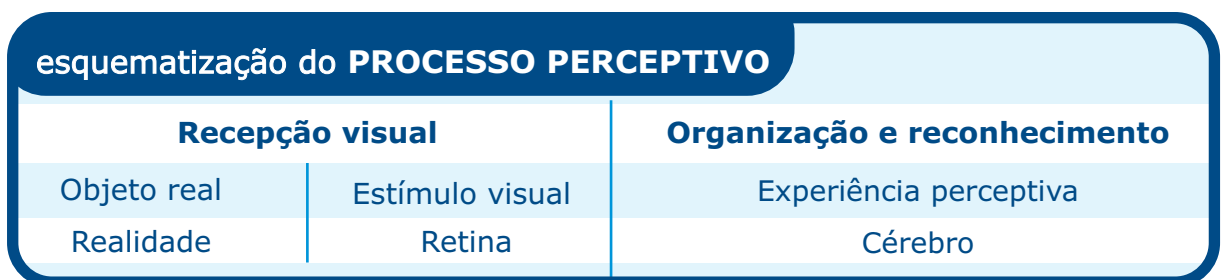 esquematização do PROCESSO PERCEPTIVO
Recepção visual Organização e reconhecimento
Objeto real Estímulo visual Experiência perceptiva
Realidade Retina Cérebro